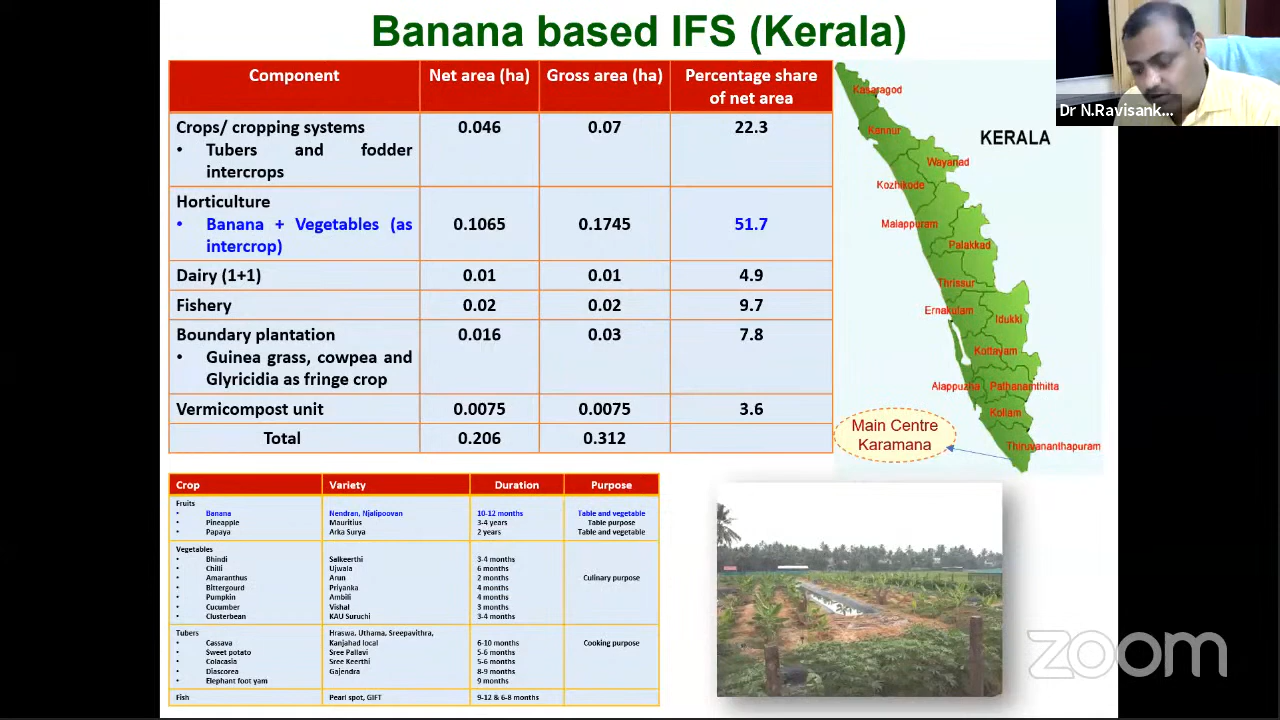 Banana based IFS (Kerala)
Component Net area (ha) Gross area (ha) Percentage share of net area
Crops/ cropping systems 0.046 0.07 22.3
• Tubers and fodder
intercrops
Horticulture
• Banana + Vegetables (as 0.1065 0.1745 51.7
intercrop)
Dairy (1+1) 0.01 0.01 4.9
Fishery 0.02 0.02 9.7
Boundary plantation 0.016 0.03 7.8
• Guinea grass, cowpea and
Glyricidia as fringe crop
Vermicompost unit 0.0075 0.0075 3.6
Total 0.206 0.312
Dr N.Ravisank...
KERALA
Kasaragod
Kannur
Wayanad
Kozhikode
Malappuram
Palakkad
Thrissur
Ernakulam
Idukki
Kottayam
Alappuzha Pathanamthitta
Kollam
Thiruvananthapuram
Main Centre
Karamana
Crop Variety Duration Purpose
Fruits
• Banana Nendran, Njalipoovan 10-12 months Table and vegetable
• Pineapple Mauritius 3-4 years Table purpose
• Papaya Arka Surya 2 years Table and vegetable
Vegetables
• Bhindi Salkeerthi 3-4 months
• Chilli Ujwala 6 months
• Amaranthus Arun 2 months Culinary purpose
• Bittergourd Priyanka 4 months
• Pumpkin Ambili 4 months
• Cucumber Vishal 3 months
• Clusterbean KAU Suruchi 3-4 months
Tubers Hraswa, Uthama, Sreepavithra,
• Cassava Kanjahad local 6-10 months Cooking purpose
• Sweet potato Sree Pallavi 5-6 months
• Colacasia Sree Keerthi 5-6 months
• Diascorea Gajendra 8-9 months
• Elephant foot yam 9 months
Fish Pearl spot, GIFT 9-12 & 6-8 months
zoom